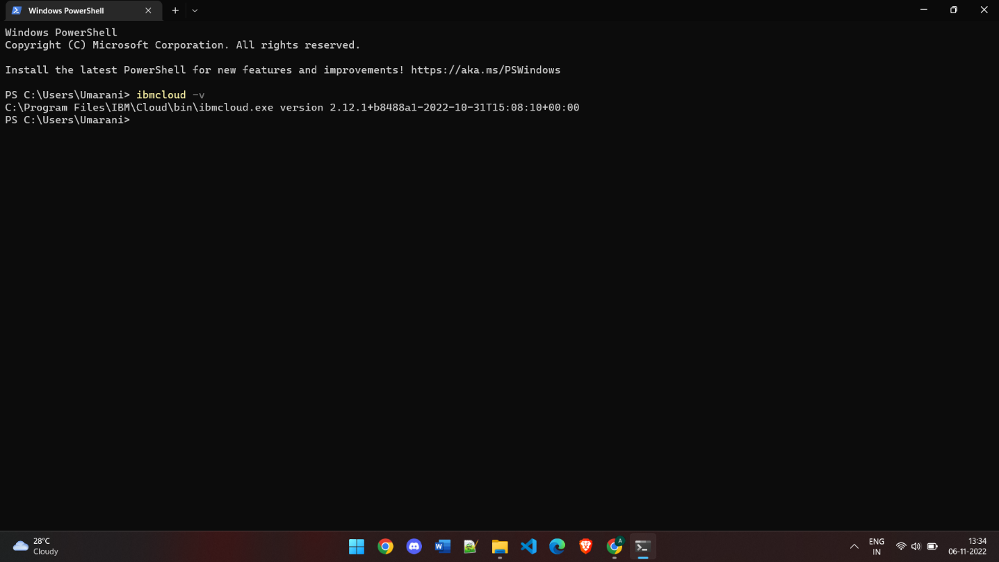 Windows PowerShell
Windows PowerShell
Copyright (C) Microsoft Corporation. All rights reserved.
Install the latest PowerShell for new features and improvements! https://aka.ms/PSWindows
PS C:\Users\Umarani> ibmcloud -v
C:\Program Files\IBM\Cloud\bin\ibmcloud.exe version 2.12.1+b8488a1-2022-10-31T15:08:10+00:00
PS C:\Users\Umarani>
28°C
Cloudy
W
A
ENG
IN
13:34
06-11-2022